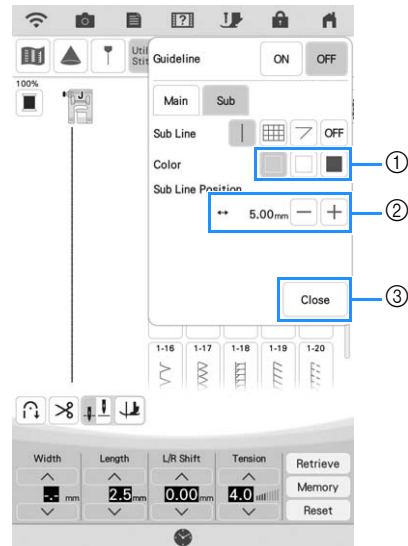 Util
Stit
Guideline
ON
OFF
100%
J
Main
Sub
Sub Line
OFF
Color
①
Sub Line Position
5.00mm
②
Close
③
1-16
1-17
1-18
1-19
1-20
Width
Length
L/R Shift
Tension
Retrieve
-.- mm
2.5 mm
0.00 mm
4.0
Memory
Reset